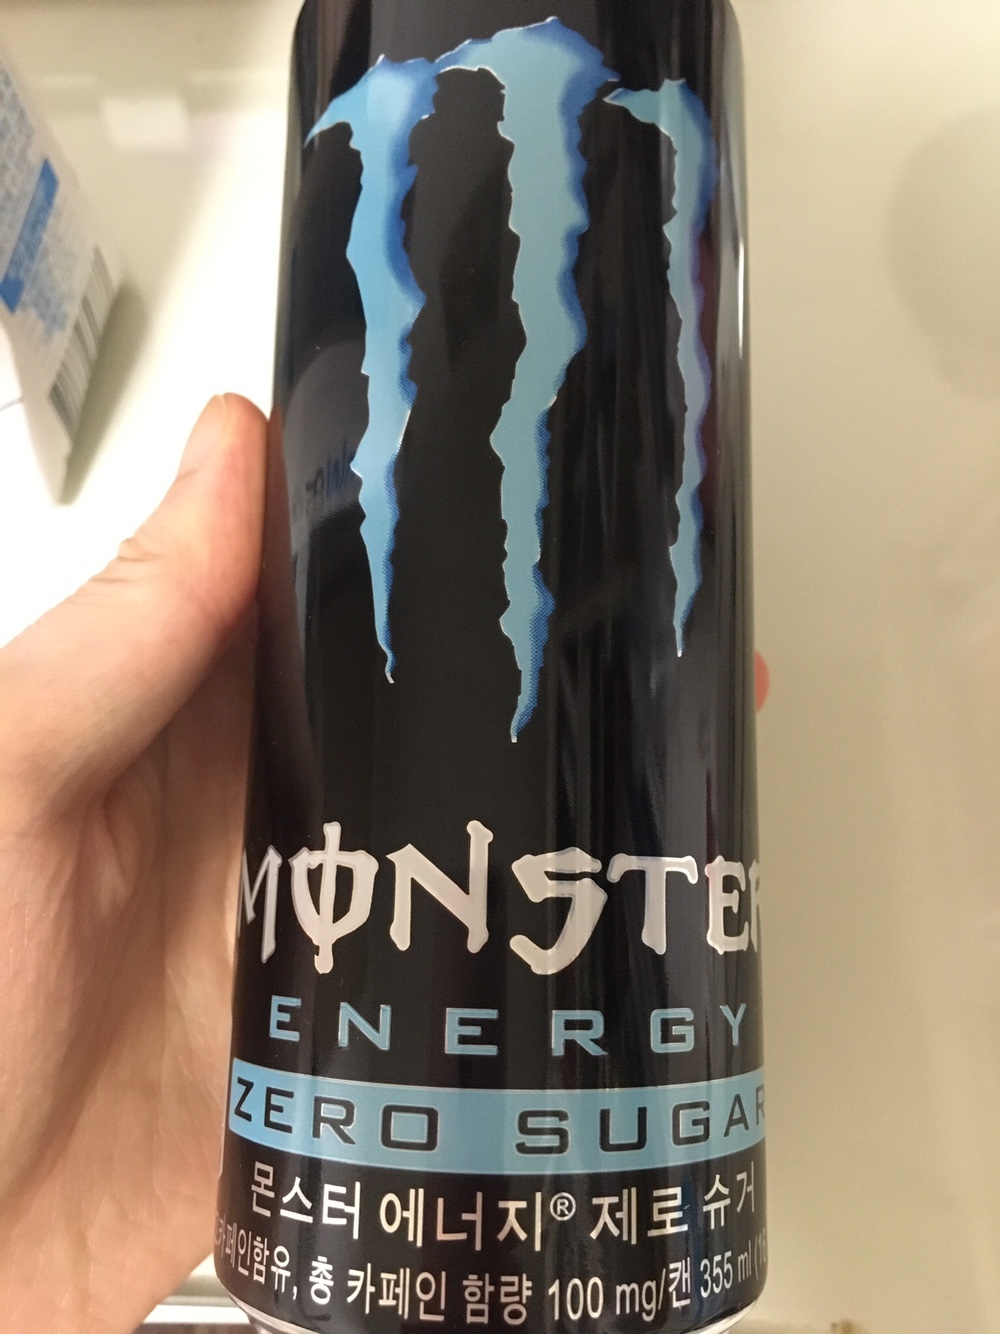 MONSTER
ENERGY
ZERO SUGAR
몬스터 에너지® 제로 슈거
카페인함유, 총 카페인 함량 100 mg/캔 355 ml